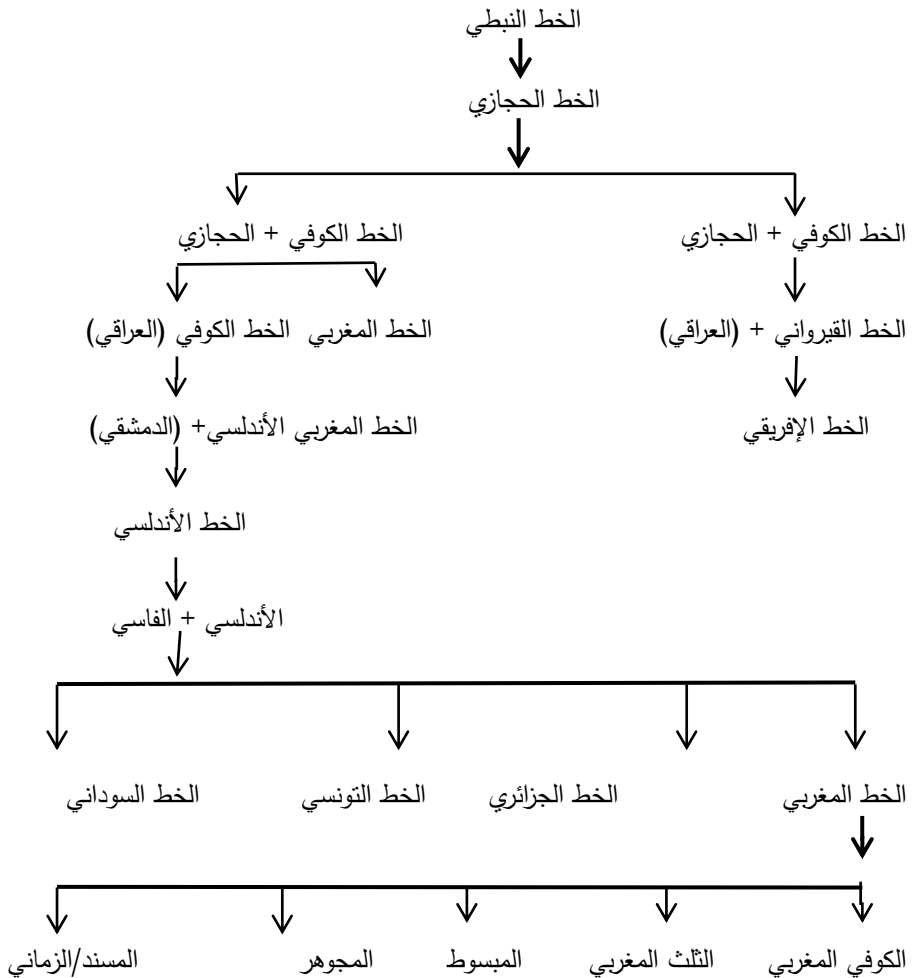 الخط النبطي
الخط الحجازي
الخط الكوفي + الحجازي
الخط الكوفي + الحجازي
الخط القيرواني + (العراقي)
الخط المغربي
الخط الكوفي (العراقي)
الخط الإفريقي
الخط المغربي الأندلسي+ (الدمشقي)
الخط الأندلسي
الأندلسي + الفاسي
الخط المغربي
الخط الجزائري
الخط التونسي
الخط السوداني
الكوفي المغربي
الثلث المغربي
المبسوط
المجوهر
المسند/الزماني